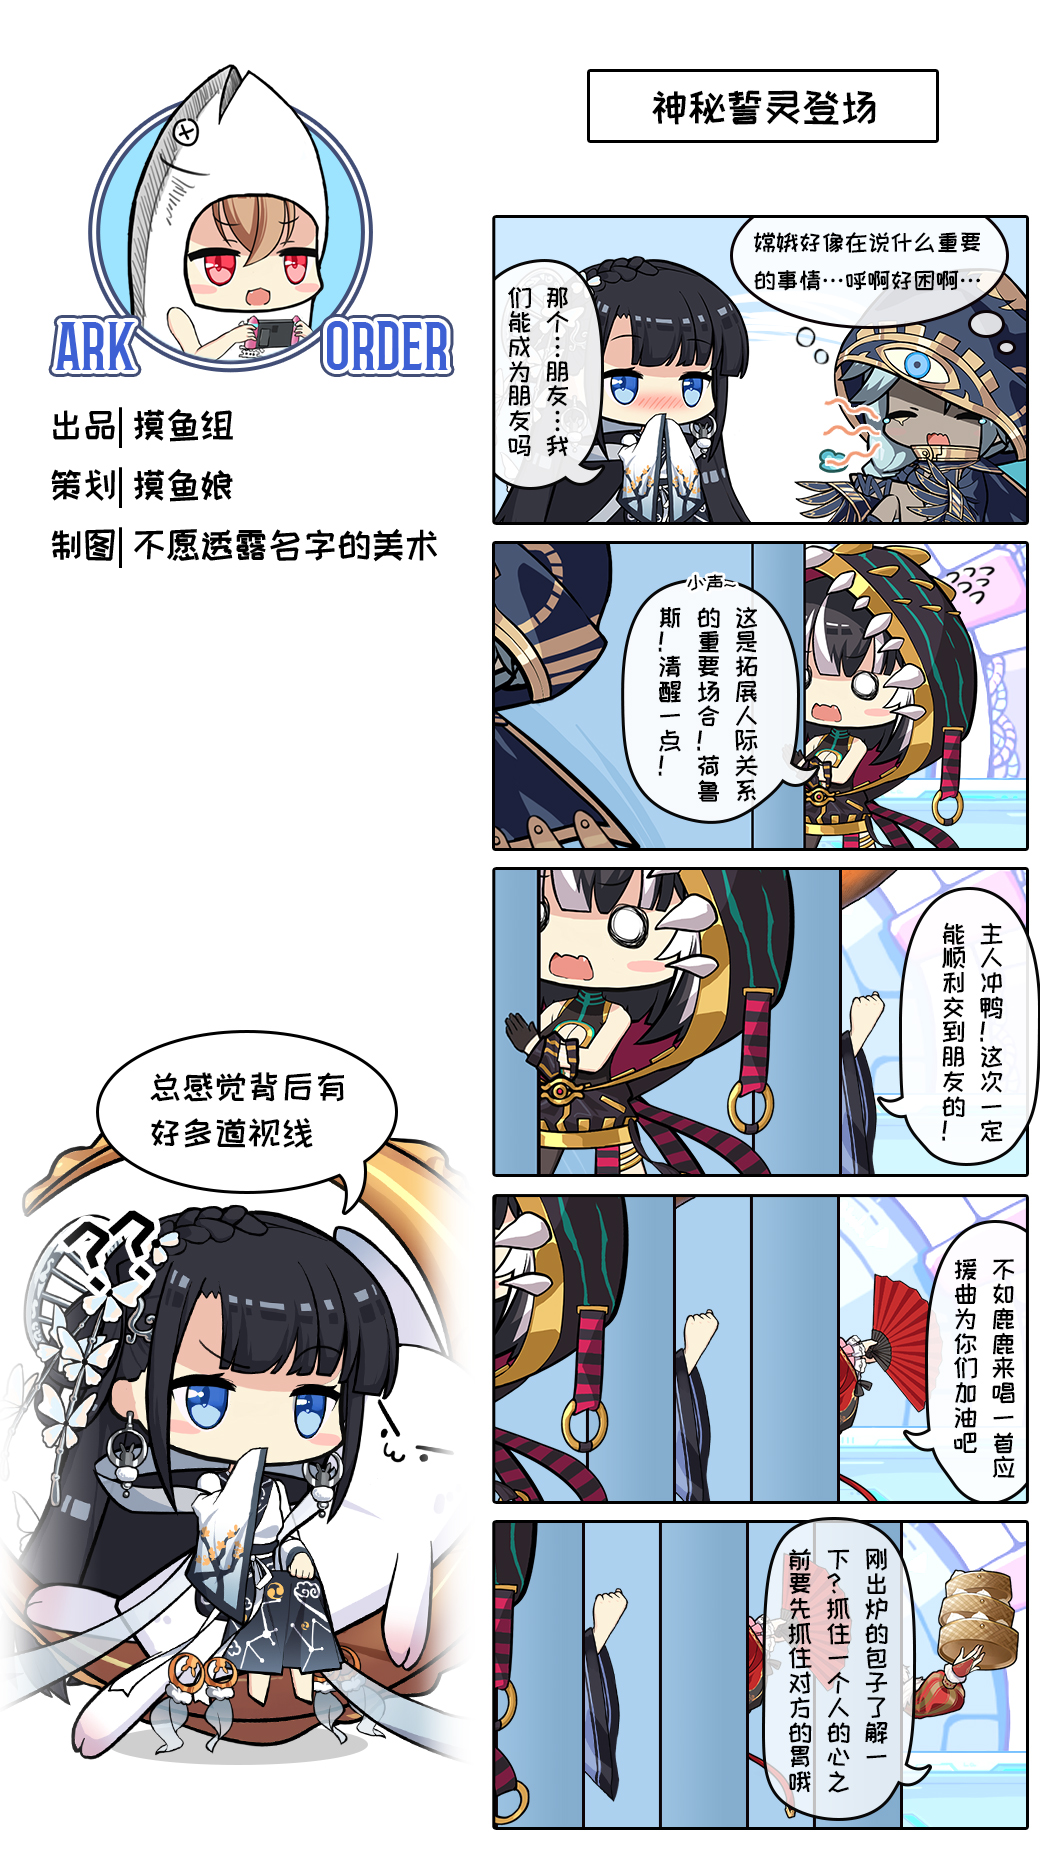 神秘誓灵登场
ARK ORDER
出品|摸鱼组
策划|摸鱼娘
制图|不愿透露名字的美术
嫦娥好像在说什么重要
的事情…呼啊好困啊…
那个…朋友…我
们能成为朋友吗
小声~
这是拓展人际关系
的重要场合！荷鲁
斯！清醒一点！
主人冲鸭！这次一定
能顺利交到朋友的！
不如鹿鹿来唱一首应
援曲为你们加油吧
刚出炉的包子了解一
下？抓住一个人的心之
前要先抓住对方的胃哦
总感觉背后有
好多道视线
??